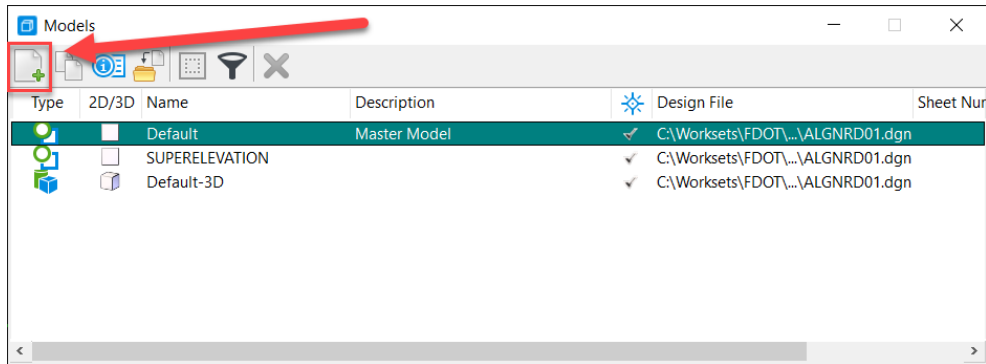 Models
Type 2D/3D Name Description Design File Sheet Nur
Default Master Model C:\Worksets\FDOT\...\ALGNRD01.dgn
SUPERELEVATION C:\Worksets\FDOT\...\ALGNRD01.dgn
Default-3D C:\Worksets\FDOT\...\ALGNRD01.dgn